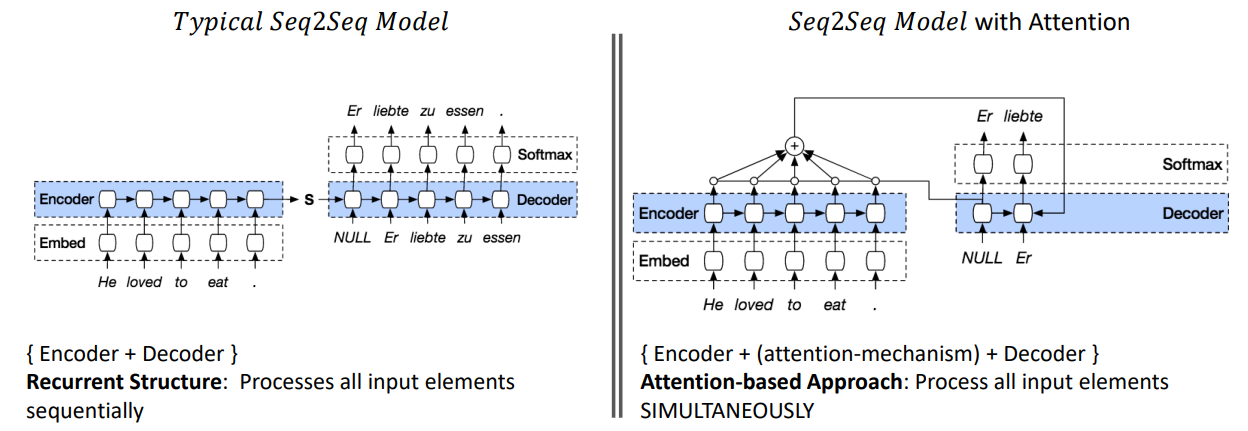 Typical Seq2Seq Model
Er liebte zu essen .
Softmax
Encoder
S
Decoder
Embed
NULL Er liebte zu essen
He loved to eat .
{ Encoder + Decoder }
Recurrent Structure: Processes all input elements
sequentially
Seq2Seq Model with Attention
+
Er liebte
Softmax
Encoder
Decoder
Embed
NULL Er
He loved to eat .
{ Encoder + (attention-mechanism) + Decoder }
Attention-based Approach: Process all input elements
SIMULTANEOUSLY